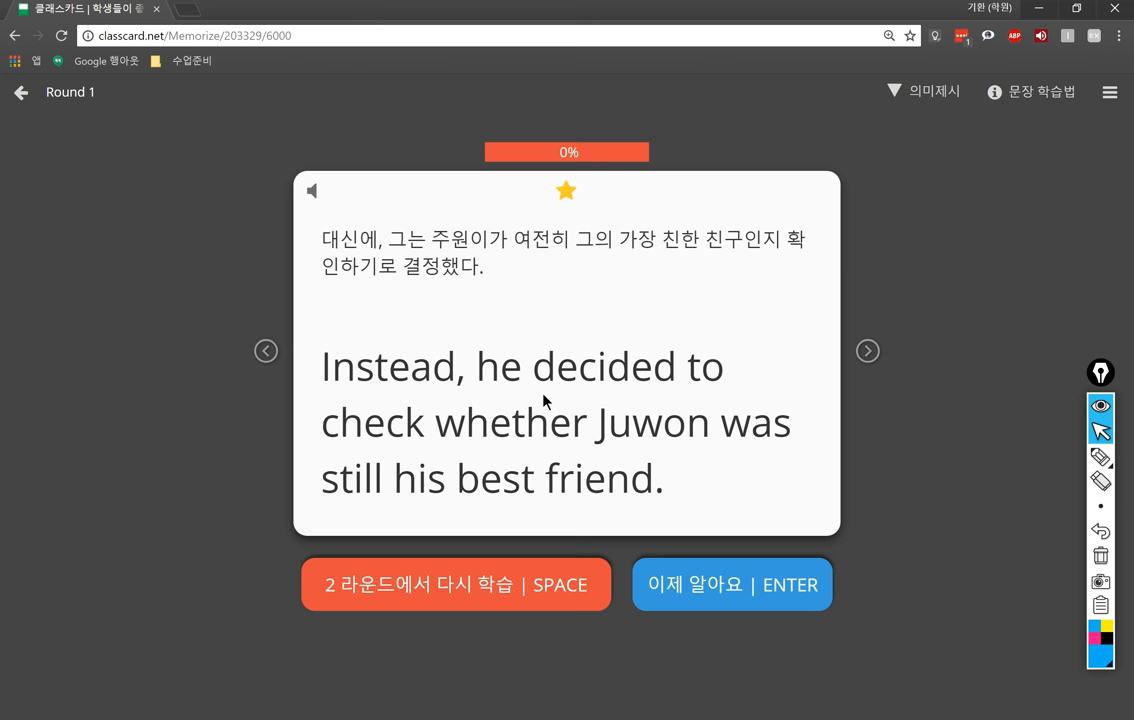 클래스카드 | 학생들이 즐
기환 (학원)
classcard.net/Memorize/203329/6000
1
ABP
앱
Google 행아웃
수업준비
Round 1
의미제시
문장 학습법
0%
대신에, 그는 주원이가 여전히 그의 가장 친한 친구인지 확
인하기로 결정했다.
Instead, he decided to
check whether Juwon was
still his best friend.
2 라운드에서 다시 학습 | SPACE
이제 알아요 | ENTER